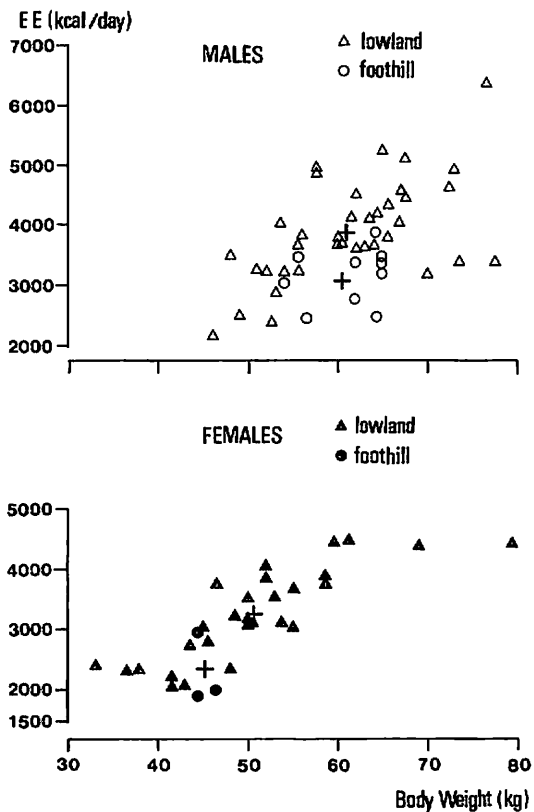 EE (kcal/day)
7000
MALES
△ lowland
○ foothill
6000
5000
4000
3000
2000
FEMALES
▲ lowland
● foothill
5000
4000
3000
2000
1500
30 40 50 60 70 80
Body Weight (kg)